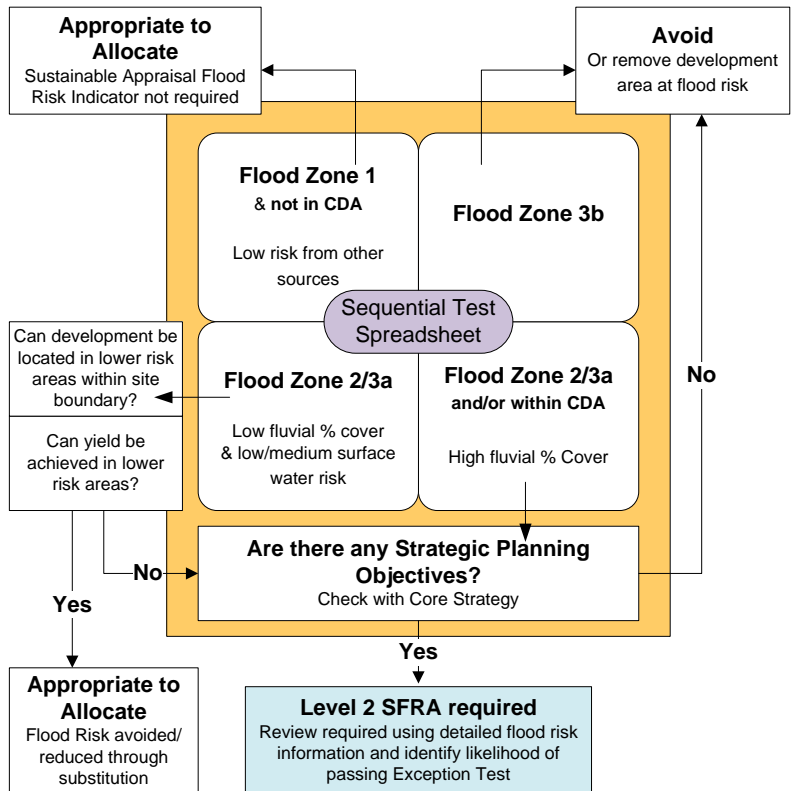 Appropriate to
Allocate
Sustainable Appraisal Flood
Risk Indicator not required
Avoid
Or remove development
area at flood risk
Flood Zone 1
& not in CDA
Low risk from other
sources
Flood Zone 3b
Sequential Test
Spreadsheet
Can development be
located in lower risk
areas within site
boundary?
Can yield be
achieved in lower
risk areas?
Flood Zone 2/3a
Low fluvial % cover
& low/medium surface
water risk
Flood Zone 2/3a
and/or within CDA
High fluvial % Cover
No
Are there any Strategic Planning
Objectives?
Check with Core Strategy
No
Yes
Yes
Appropriate to
Allocate
Flood Risk avoided/
reduced through
substitution
Level 2 SFRA required
Review required using detailed flood risk
information and identify likelihood of
passing Exception Test